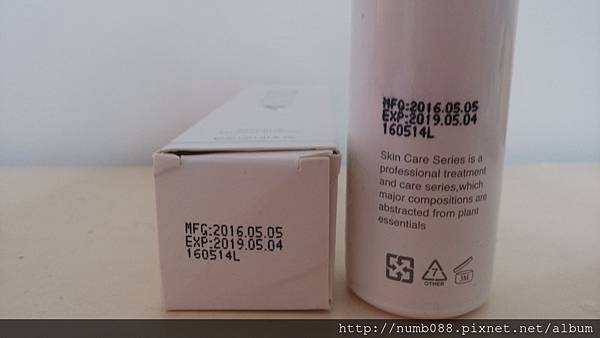 MFG:2016.05.05
EXP:2019.05.04
160514L
MFG:2016.05.05
EXP:2019.05.04
160514L
Skin Care Series is a
professional treatment
and care series,which
major compositions are
abstracted from plant
essentials
7
OTHER
3M
http://numb088.pixnet.net/album